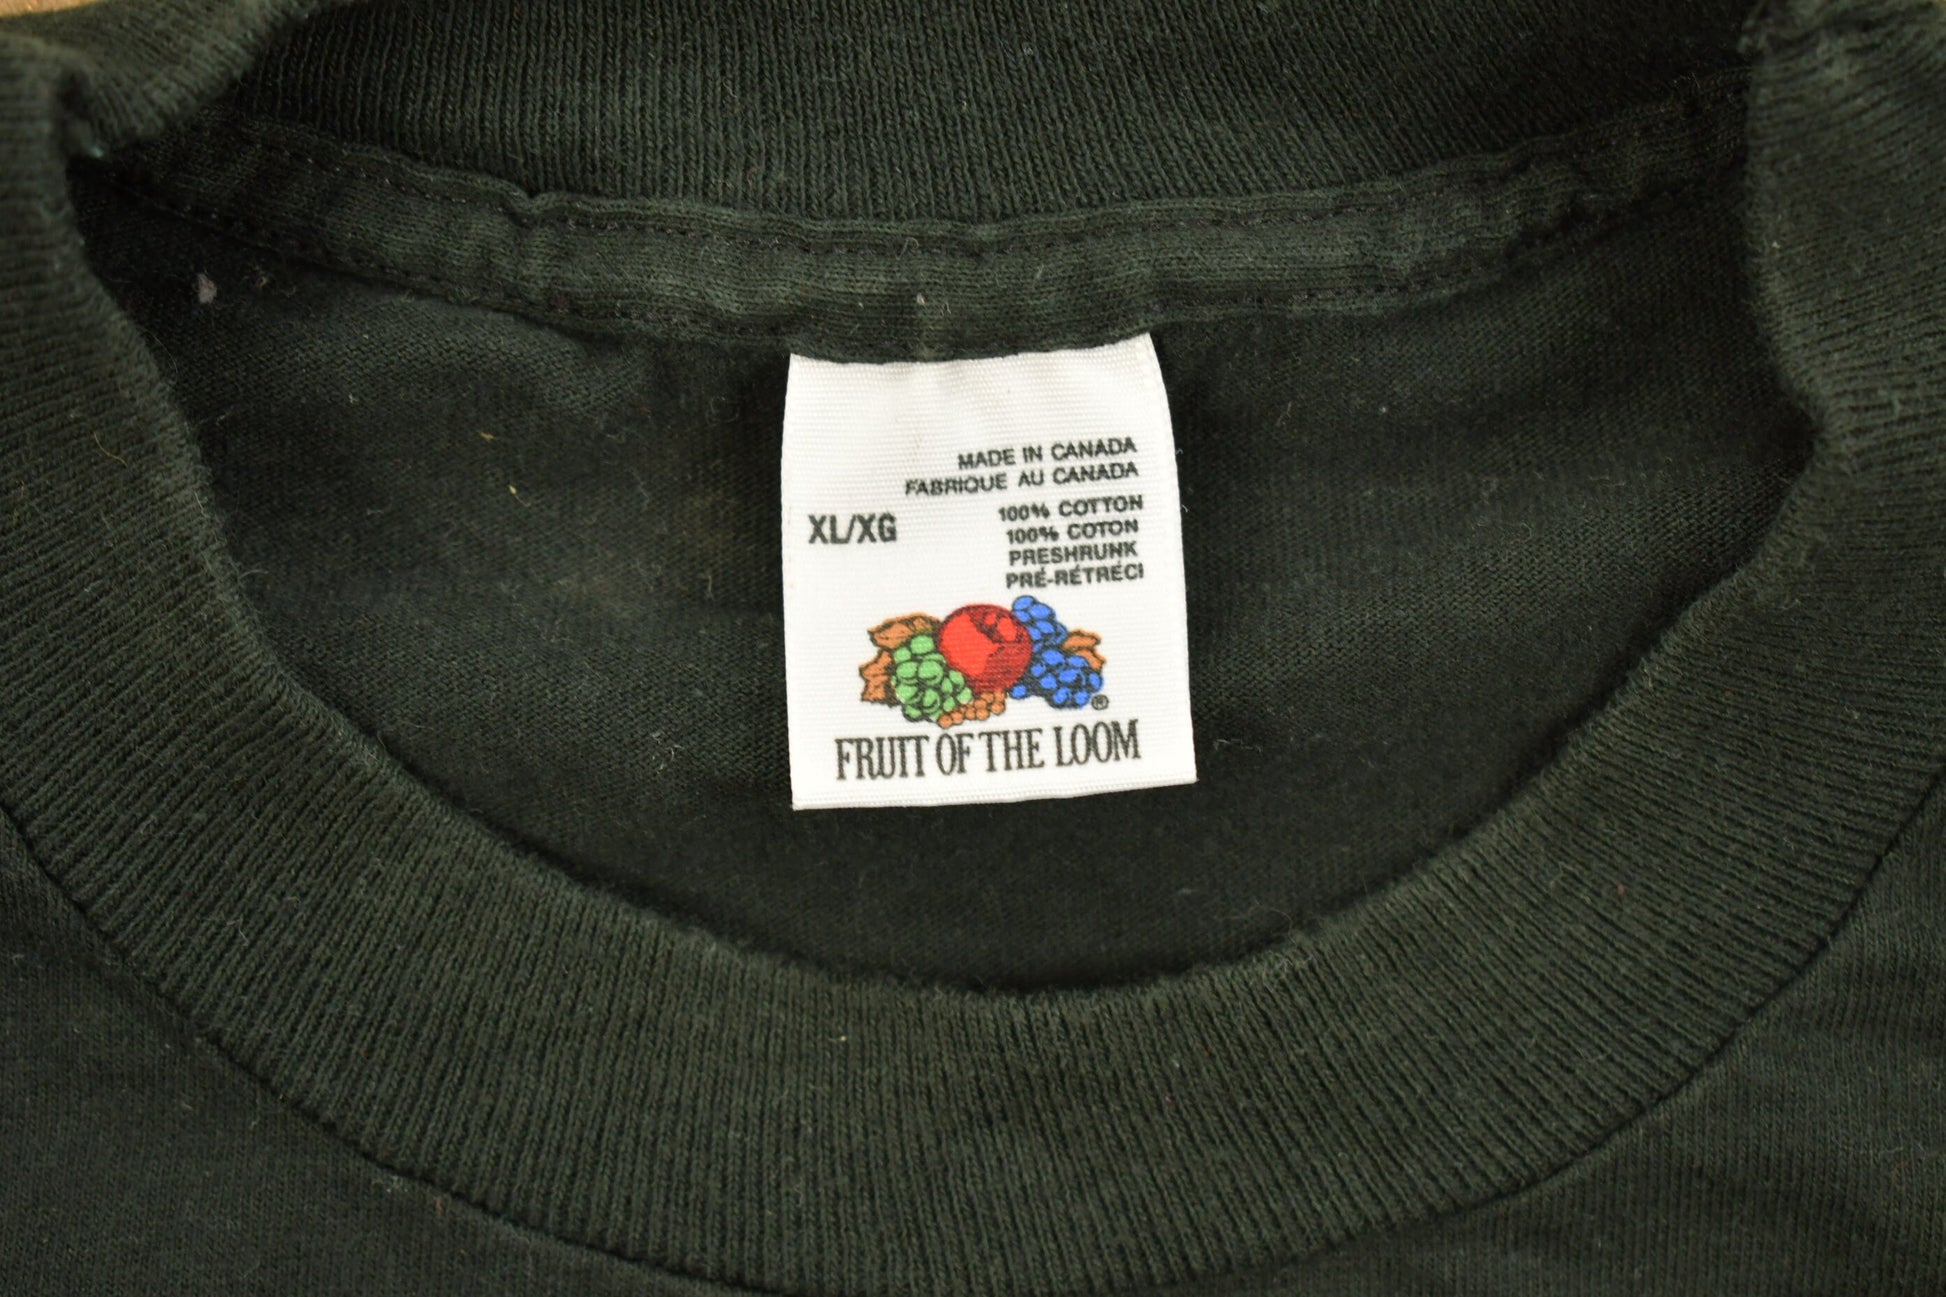 MADE IN CANADA
FABRIQUE AU CANADA
XL/XG
100% COTTON
100% COTON
PRESHRUNK
PRÉ-RÉTRÉCI
®
FRUIT OF THE LOOM